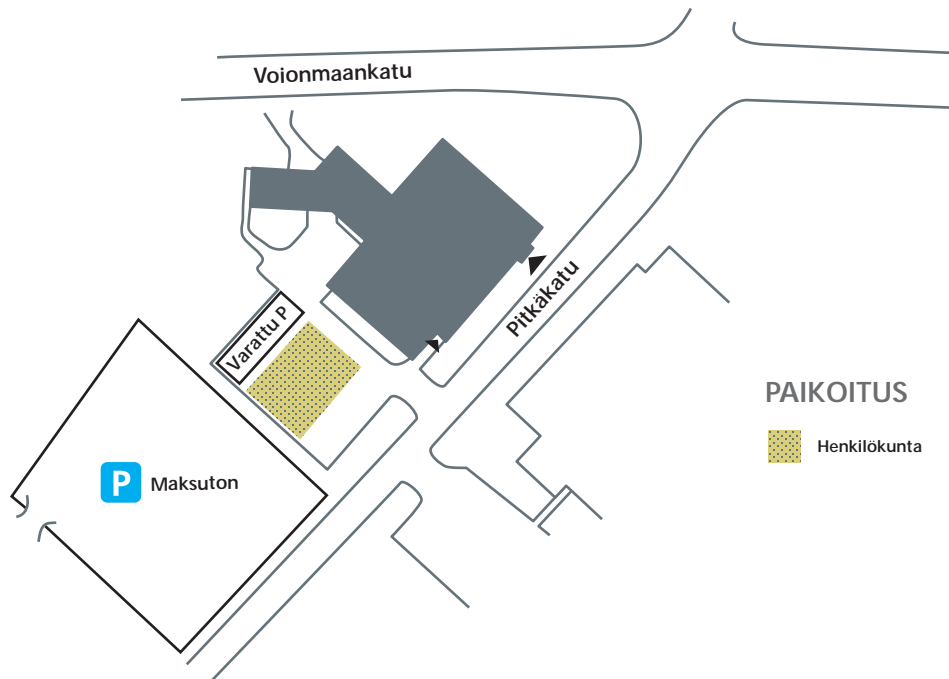 Voionmaankatu
Pitkäkatu
Varattu P
PAIKOITUS
Henkilökunta
P Maksuton